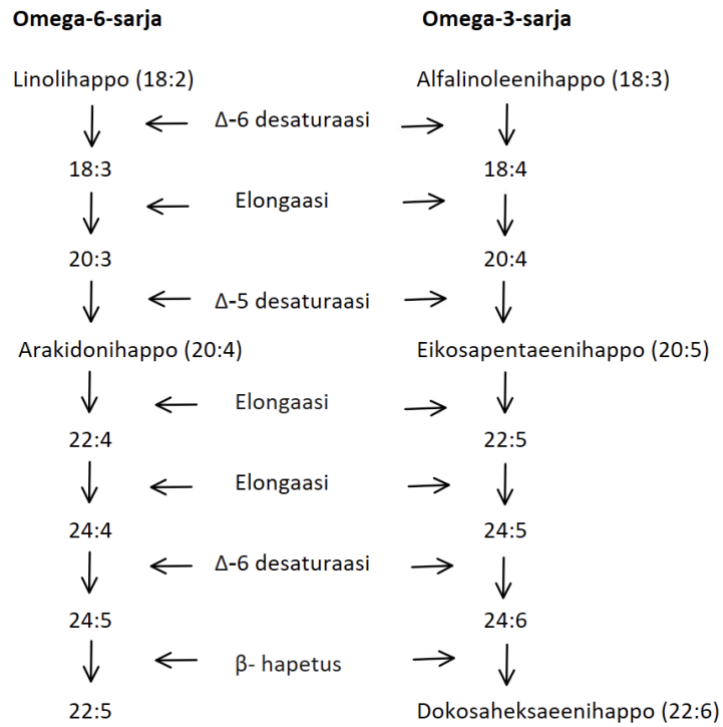 Omega-6-sarja Omega-3-sarja
Linolihappo (18:2) Alfalinoleenihappo (18:3)
Δ-6 desaturaasi
18:3 18:4
Elongaasi
20:3 20:4
Δ-5 desaturaasi
Arakidonihappo (20:4) Eikosapentaeenihappo (20:5)
Elongaasi
22:4 22:5
Elongaasi
24:4 24:5
Δ-6 desaturaasi
24:5 24:6
β- hapetus
22:5 Dokosaheksaeenihappo (22:6)